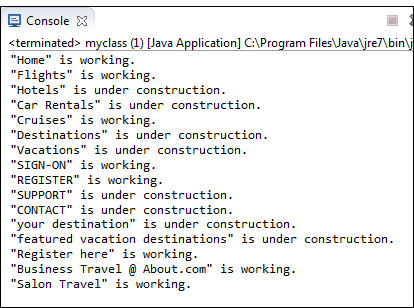 Console
<terminated> myclass (1) [Java Application] C:\Program Files\Java\jre7\bin\j
"Home" is working.
"Flights" is working.
"Hotels" is under construction.
"Car Rentals" is under construction.
"Cruises" is working.
"Destinations" is under construction.
"Vacations" is under construction.
"SIGN-ON" is working.
"REGISTER" is working.
"SUPPORT" is under construction.
"CONTACT" is under construction.
"your destination" is under construction.
"featured vacation destinations" is under construction.
"Register here" is working.
"Business Travel @ About.com" is working.
"Salon Travel" is working.